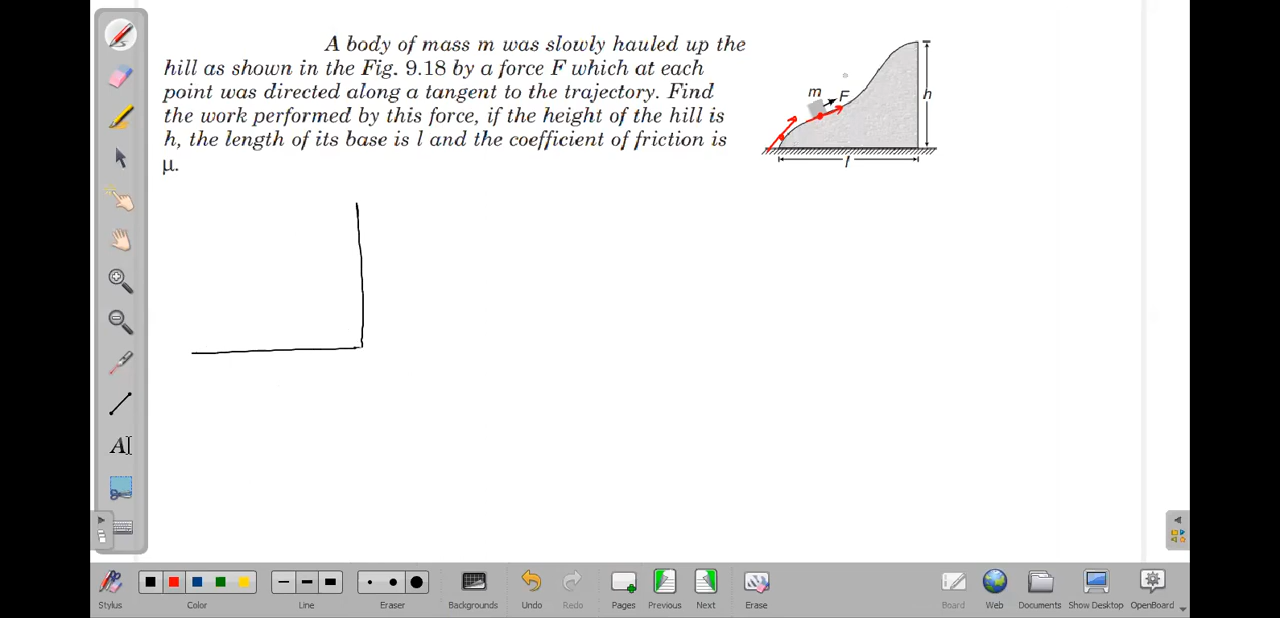 A body of mass m was slowly hauled up the
hill as shown in the Fig. 9.18 by a force F which at each
point was directed along a tangent to the trajectory. Find
the work performed by this force, if the height of the hill is
h, the length of its base is l and the coefficient of friction is
μ.
m
F
h
l
A
Stylus
Color
Line
Eraser
Backgrounds
Undo
Redo
Pages
Previous
Next
Erase
Board
Web
Documents
Show Desktop
OpenBoard